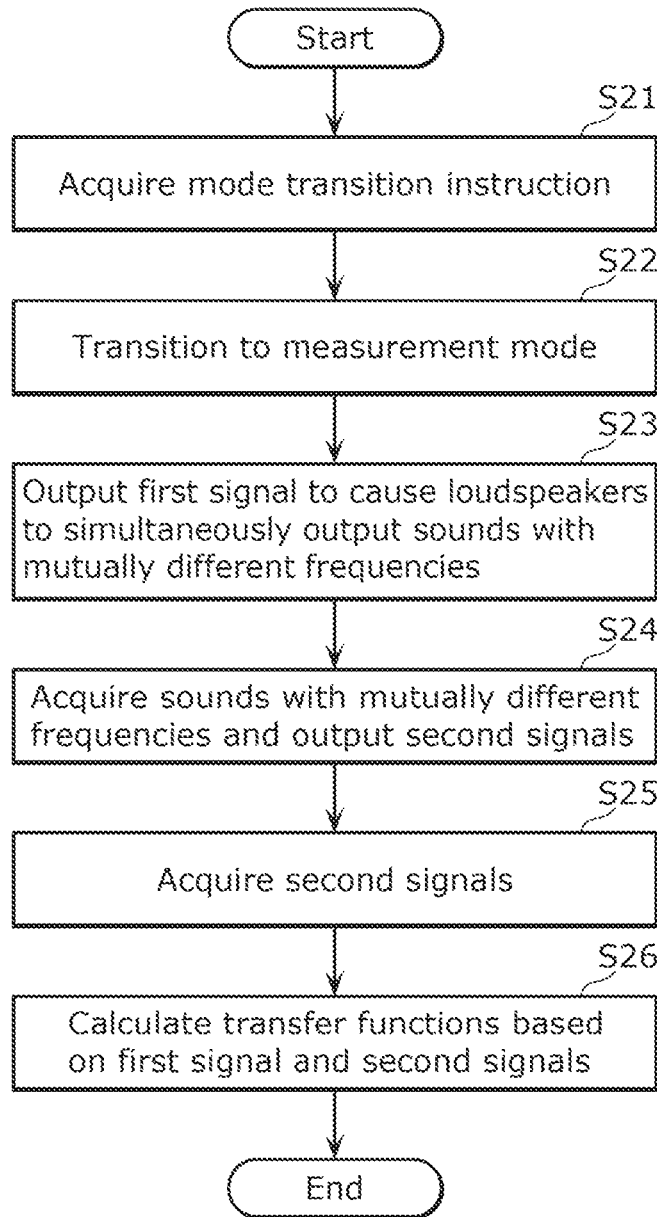 Start
S21
Acquire mode transition instruction
S22
Transition to measurement mode
S23
Output first signal to cause loudspeakers
to simultaneously output sounds with
mutually different frequencies
S24
Acquire sounds with mutually different
frequencies and output second signals
S25
Acquire second signals
S26
Calculate transfer functions based
on first signal and second signals
End